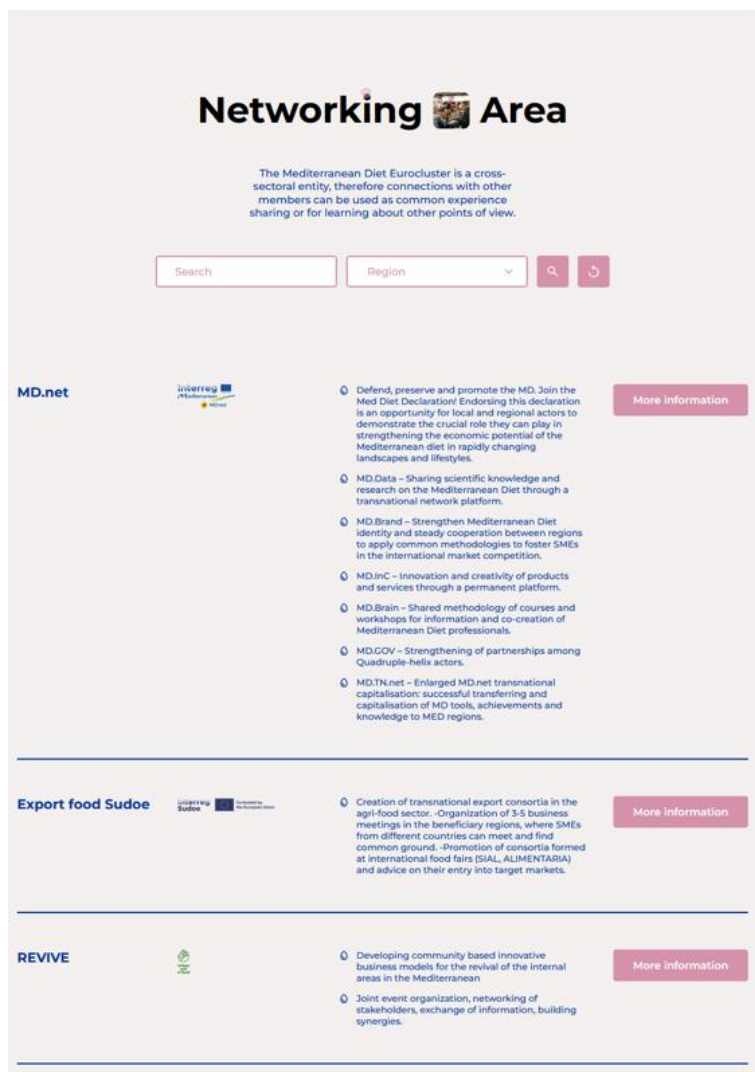 Networking Area
The Mediterranean Diet Eurocluster is a cross-
sectoral entity, therefore connections with other
members can be used as common experience
sharing or for learning about other points of view.
Search
Region
MD.net
Interreg
Mediterranean
MD.net
Defend, preserve and promote the MD. Join the
Med Diet Declaration! Endorsing this declaration
is an opportunity for local and regional actors to
demonstrate the crucial role they can play in
strengthening the economic potential of the
Mediterranean diet in rapidly changing
landscapes and lifestyles.
MD.Data – Sharing scientific knowledge and
research on the Mediterranean Diet through a
transnational network platform.
MD.Brand – Strengthen Mediterranean Diet
identity and steady cooperation between regions
to apply common methodologies to foster SMEs
in the international market competition.
MD.InC – Innovation and creativity of products
and services through a permanent platform.
MD.Brain – Shared methodology of courses and
workshops for information and co-creation of
Mediterranean Diet professionals.
MD.GOV – Strengthening of partnerships among
Quadruple-helix actors.
MD.TN.net – Enlarged MD.net transnational
capitalisation: successful transferring and
capitalisation of MD tools, achievements and
knowledge to MED regions.
More information
Export food Sudoe
Interreg
Sudoe
Co-funded by
the European Union
Creation of transnational export consortia in the
agri-food sector. -Organization of 3-5 business
meetings in the beneficiary regions, where SMEs
from different countries can meet and find
common ground. -Promotion of consortia formed
at international food fairs (SIAL, ALIMENTARIA)
and advice on their entry into target markets.
More information
REVIVE
Developing community based innovative
business models for the revival of the internal
areas in the Mediterranean
Joint event organization, networking of
stakeholders, exchange of information, building
synergies.
More information